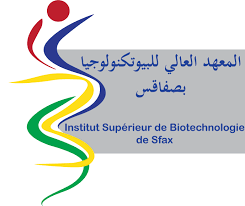 المعهد العالي للبيوتكنولوجيا
بصفاقس
Institut Supérieur de Biotechnologie
de Sfax